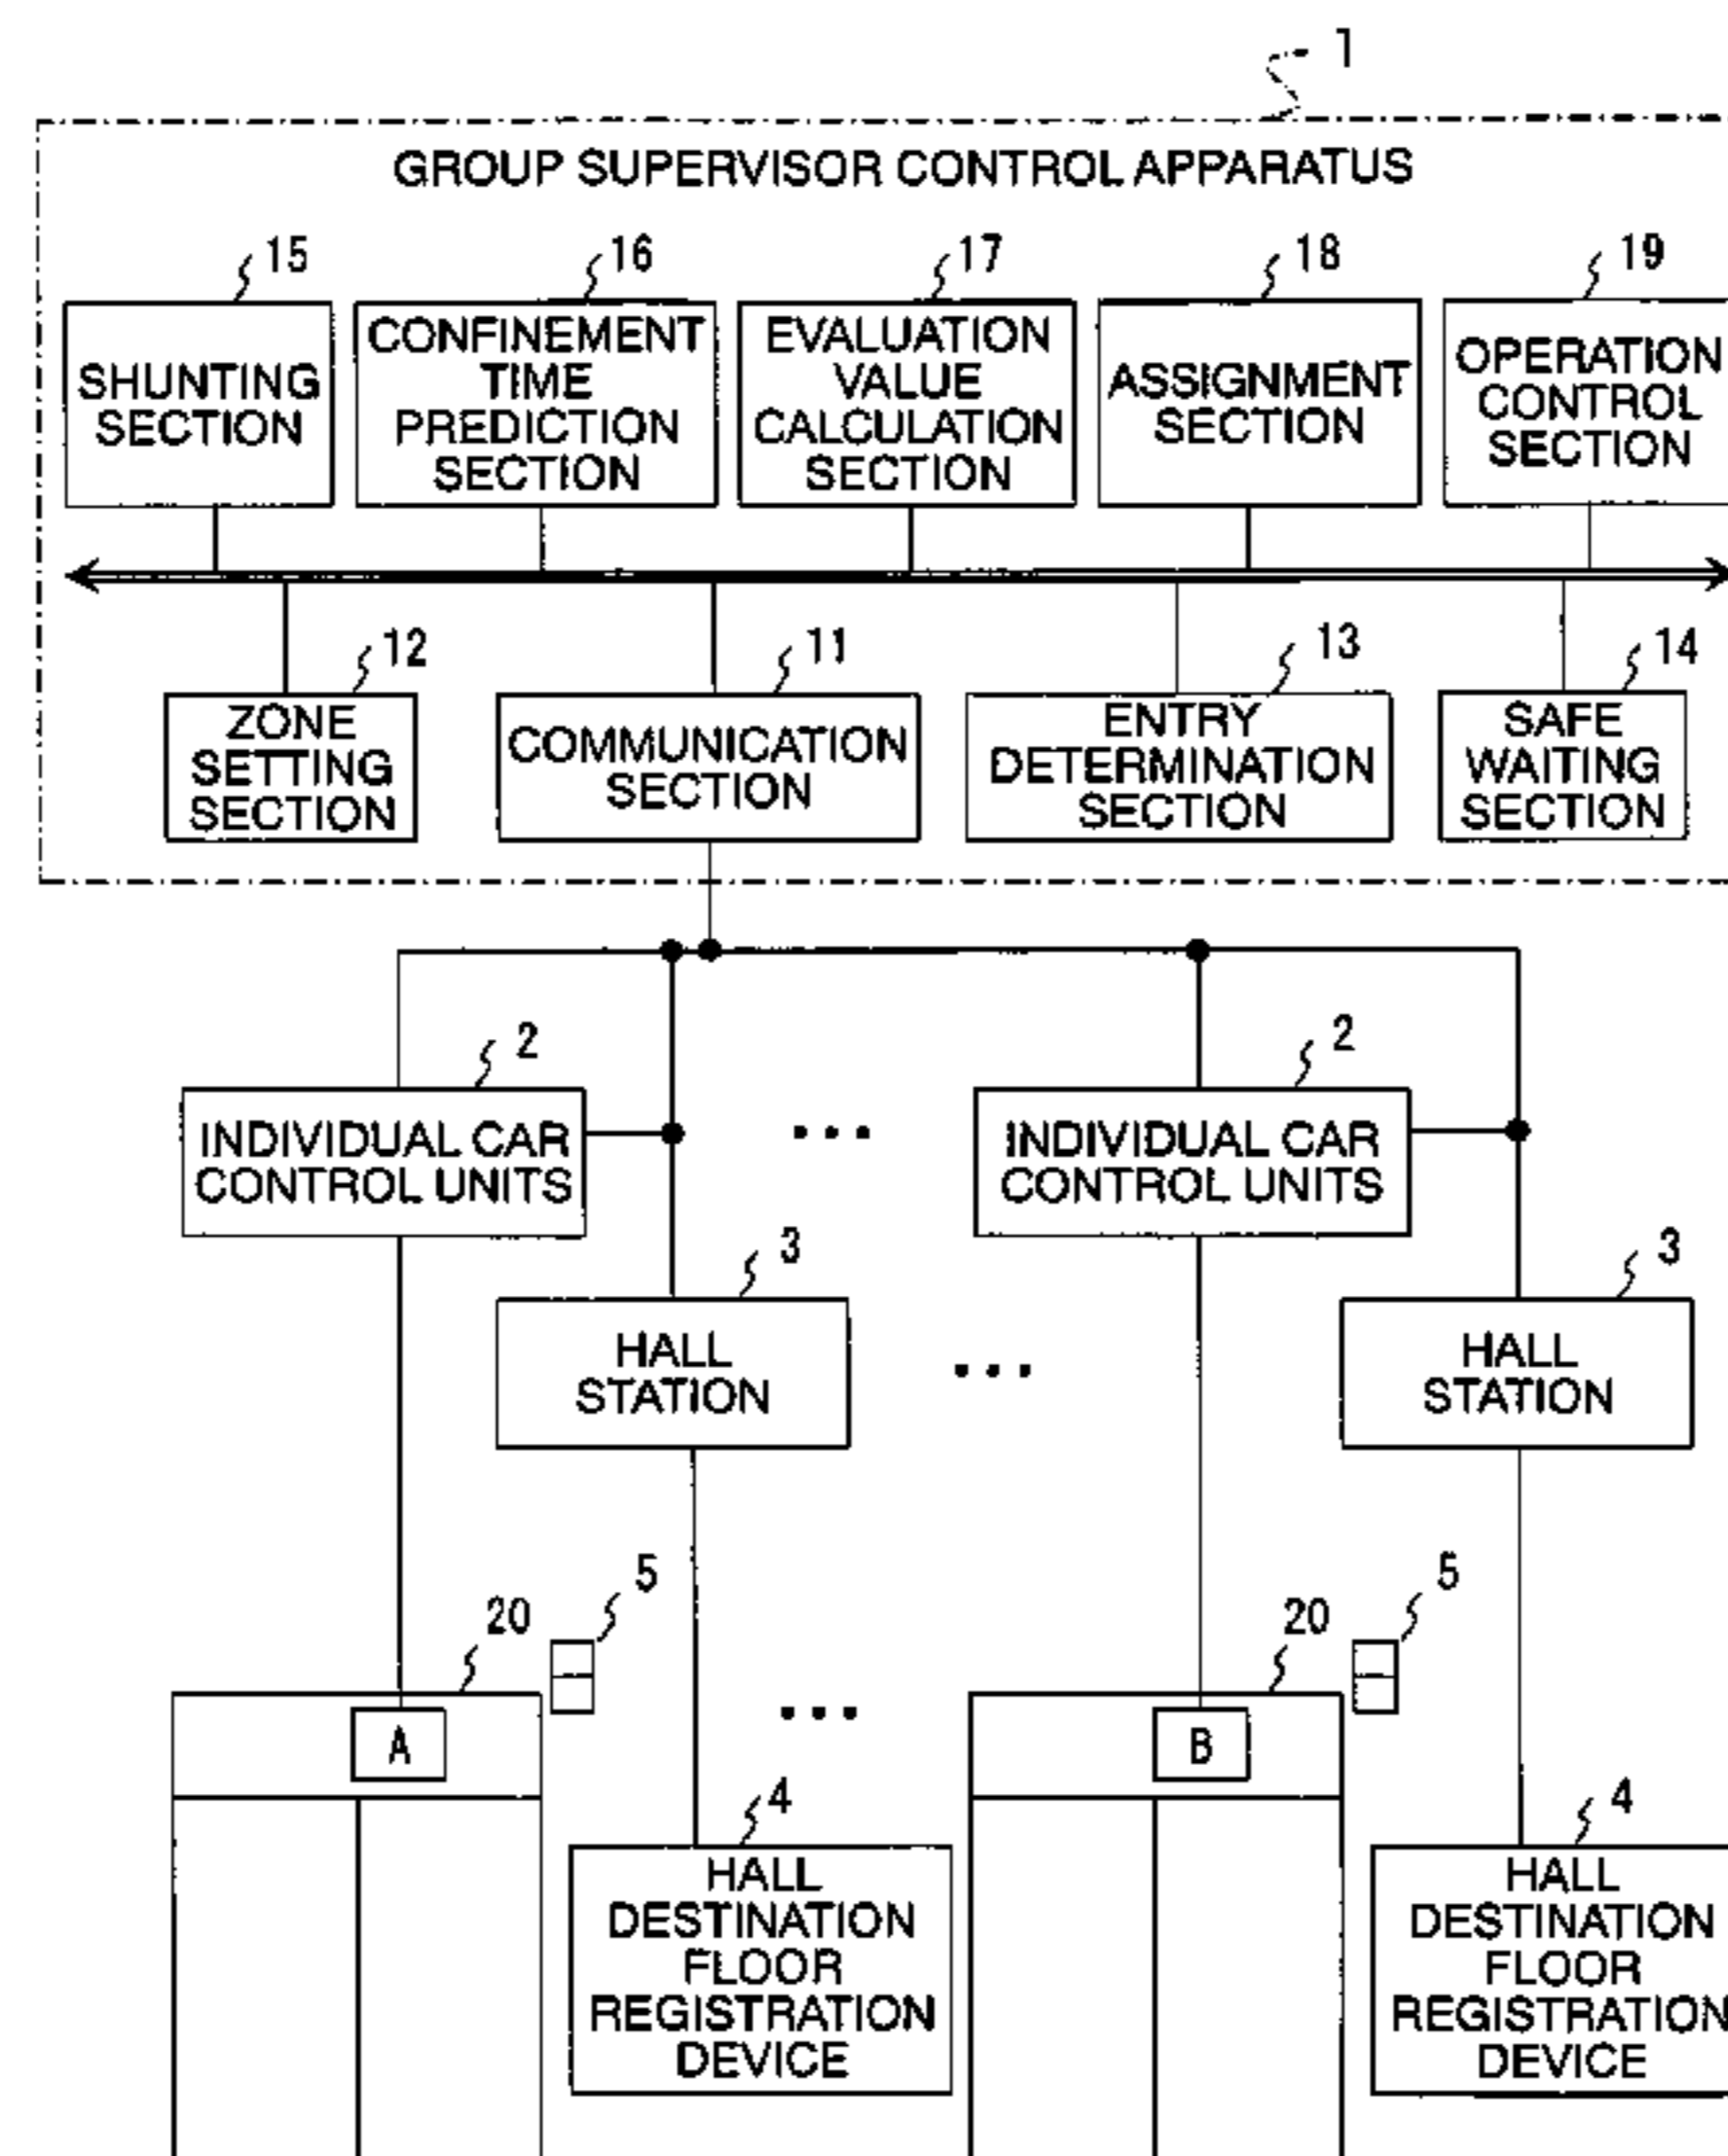 1
GROUP SUPERVISOR CONTROL APPARATUS
15
16
17
18
19
SHUNTING
SECTION
CONFINEMENT
TIME
PREDICTION
SECTION
EVALUATION
VALUE
CALCULATION
SECTION
ASSIGNMENT
SECTION
OPERATION
CONTROL
SECTION
12
11
13
14
ZONE
SETTING
SECTION
COMMUNICATION
SECTION
ENTRY
DETERMINATION
SECTION
SAFE
WAITING
SECTION
2
2
INDIVIDUAL CAR
CONTROL UNITS
...
INDIVIDUAL CAR
CONTROL UNITS
3
3
HALL
STATION
...
HALL
STATION
5
5
20
20
A
...
B
4
4
HALL
DESTINATION
FLOOR
REGISTRATION
DEVICE
HALL
DESTINATION
FLOOR
REGISTRATION
DEVICE